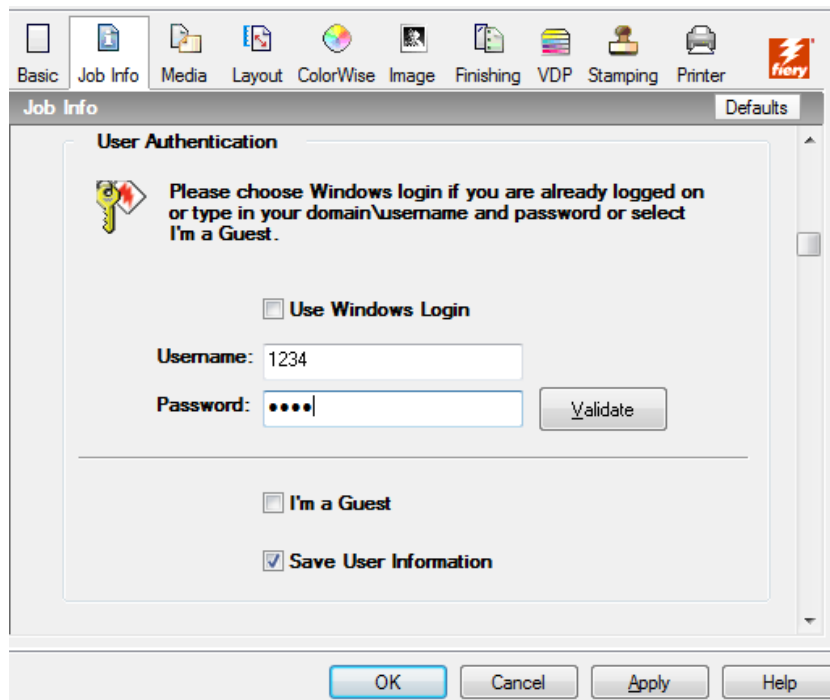 Basic Job Info Media Layout ColorWise Image Finishing VDP Stamping Printer fiery
Job Info Defaults
User Authentication
Please choose Windows login if you are already logged on
or type in your domain\username and password or select
I'm a Guest.
Use Windows Login
Username: 1234
Password: ●●●●
Validate
I'm a Guest
Save User Information
OK Cancel Apply Help